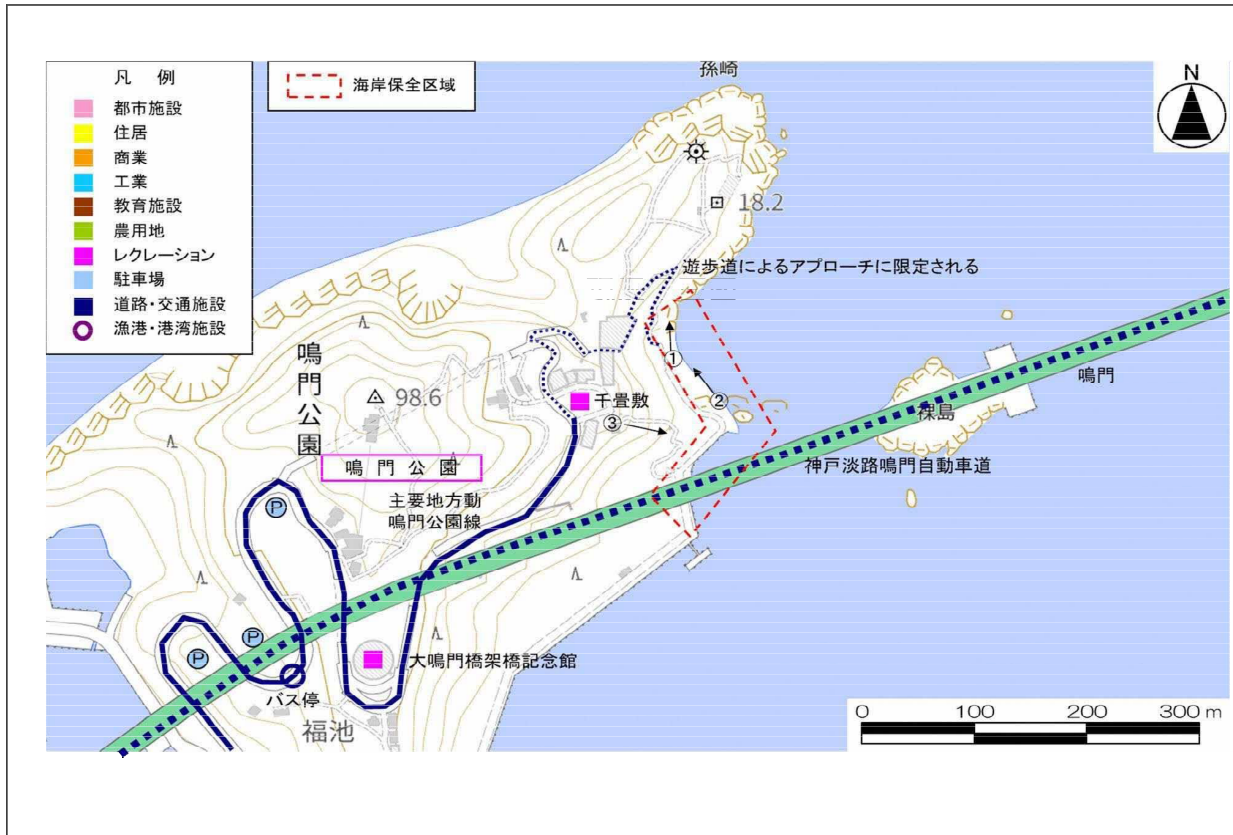 凡 例
都市施設
住居
商業
工業
教育施設
農用地
レクレーション
駐車場
道路・交通施設
漁港・港湾施設
海岸保全区域
孫崎
N
18.2
遊歩道によるアプローチに限定される
①
②
③
千畳敷
鳴門公園
98.6
鳴 門 公 園
主要地方動
鳴門公園線
鳴門
裸島
神戸淡路鳴門自動車道
P
P
P
バス停
大鳴門橋架橋記念館
福池
0 100 200 300 m